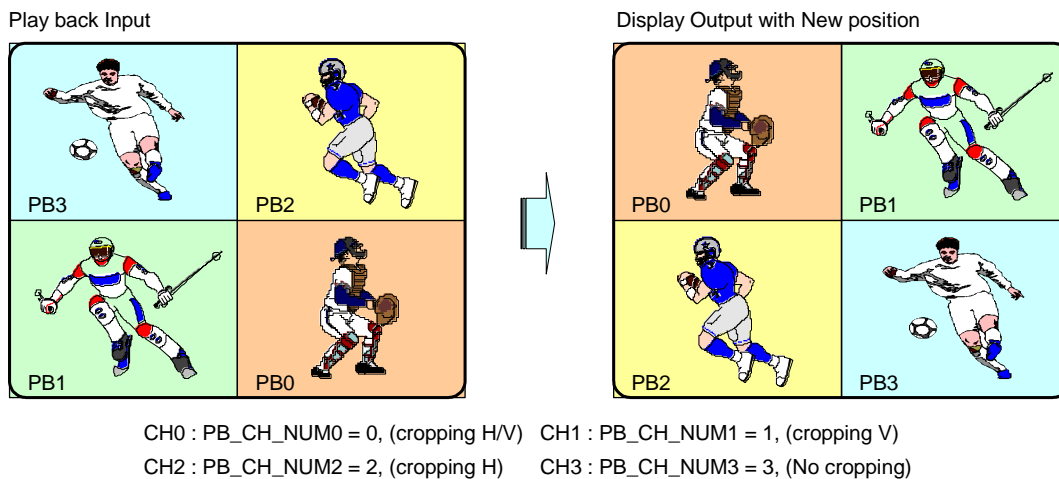 Play back Input
Display Output with New position
PB3
PB2
PB0
PB1
PB1
PB0
PB2
PB3
CH0 : PB_CH_NUM0 = 0, (cropping H/V) CH1 : PB_CH_NUM1 = 1, (cropping V)
CH2 : PB_CH_NUM2 = 2, (cropping H) CH3 : PB_CH_NUM3 = 3, (No cropping)